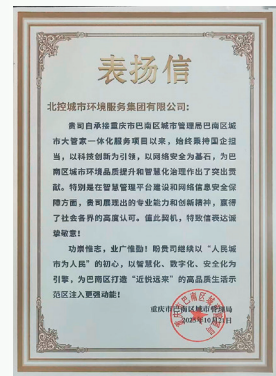 表扬信
北控城市环境服务集团有限公司：
贵司自承接重庆市巴南区城市管理局巴南区城
市大管家一体化服务项目以来，始终秉持国企担
当，以科技创新为引领，以网络安全为基石，为巴
南区城市环境品质提升和智慧化治理作出了突出贡
献。特别是在智慧管理平台建设和网络信息安全保
障方面，贵司展现出的专业能力和创新精神，赢得
了社会各界的高度认可。值此契机，特致信表达诚
挚敬意！
功崇惟志，业广惟勤！盼贵司继续以“人民城
市为人民”的初心，以智慧化、数字化、安全化为
引擎，为巴南区打造“近悦远来”的高品质生活示
范区注入更强动能！
重庆市巴南区城市管理局
2025年10月21日